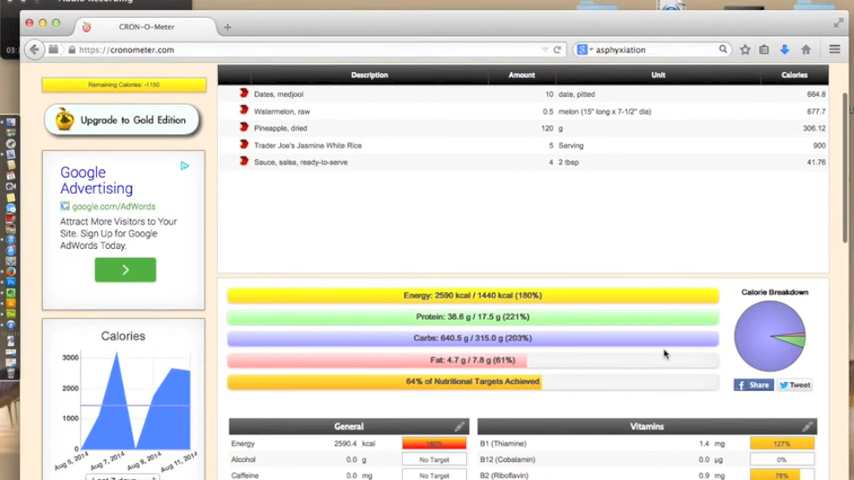 CRON-O-Meter
https://cronometer.com
asphyxiation
Remaining Calories: -1150
Upgrade to Gold Edition
Google
Advertising
google.com/AdWords
Attract More Visitors to Your
Site. Sign Up for Google
AdWords Today.
Calories
3000
2000
1000
0
Aug 5, 2014
Aug 7, 2014
Aug 9, 2014
Aug 11, 2014
Description Amount Unit Calories
Dates, medjool 10 date, pitted 664.8
Watermelon, raw 0.5 melon (15" long x 7-1/2" dia) 677.7
Pineapple, dried 120 g 306.12
Trader Joe's Jasmine White Rice 5 Serving 900
Sauce, salsa, ready-to-serve 4 2 tbsp 41.76
Energy: 2590 kcal / 1440 kcal (180%)
Protein: 38.6 g / 17.5 g (221%)
Carbs: 640.5 g / 315.0 g (203%)
Fat: 4.7 g / 7.8 g (61%)
64% of Nutritional Targets Achieved
Calorie Breakdown
Share Tweet
General
Energy 2590.4 kcal 180%
Alcohol 0.0 g No Target
Caffeine 0.0 mg No Target
Vitamins
B1 (Thiamine) 1.4 mg 127%
B12 (Cobalamin) 0.0 µg 0%
B2 (Riboflavin) 0.9 mg 78%